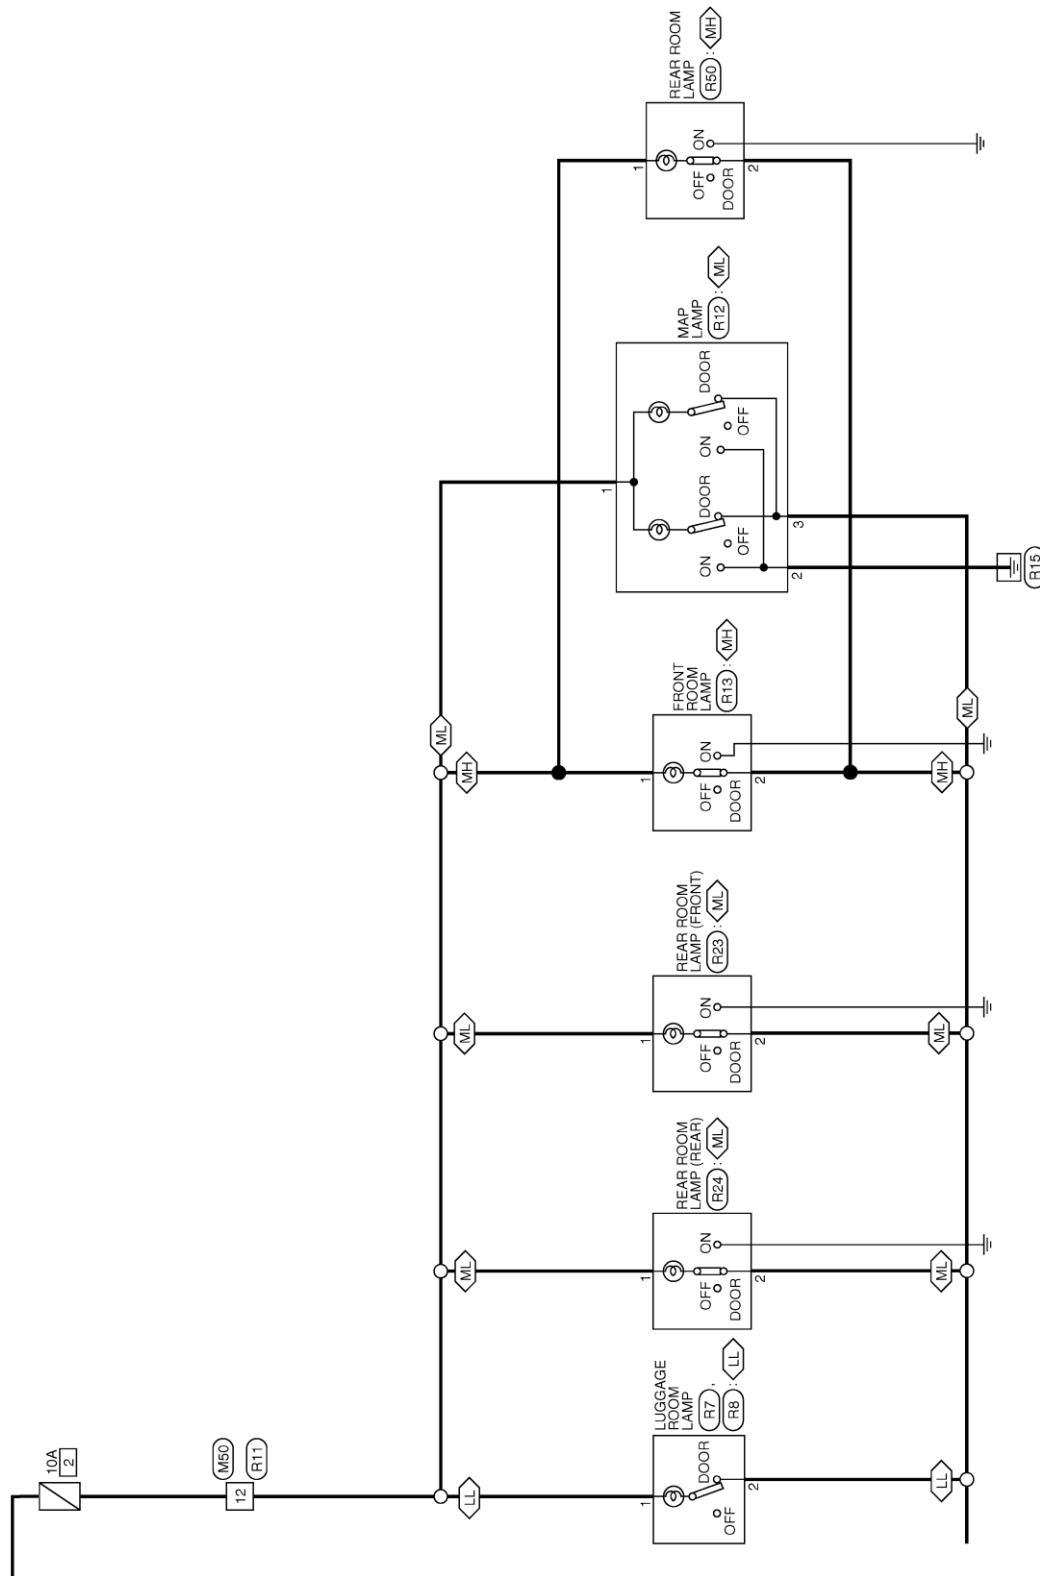 10A
2
M50
12
R11
LL
LUGGAGE
ROOM
LAMP
R7 ,
R8 : LL
1
DOOR
OFF
2
LL
ML
REAR ROOM
LAMP (REAR)
R24 : ML
1
ON
OFF
DOOR
2
ML
ML
REAR ROOM
LAMP (FRONT)
R23 : ML
1
ON
OFF
DOOR
2
ML
ML
MH
FRONT
ROOM
LAMP
R13 : MH
1
ON
OFF
DOOR
2
MH
ML
MAP
LAMP
R12 : ML
1
ON
OFF
DOOR
ON
OFF
DOOR
2
3
R15
REAR ROOM
LAMP
R50 : MH
1
ON
OFF
DOOR
2